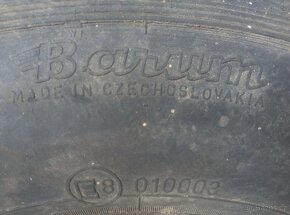 Barum
MADE IN CZECHOSLOVAKIA
E8 010003